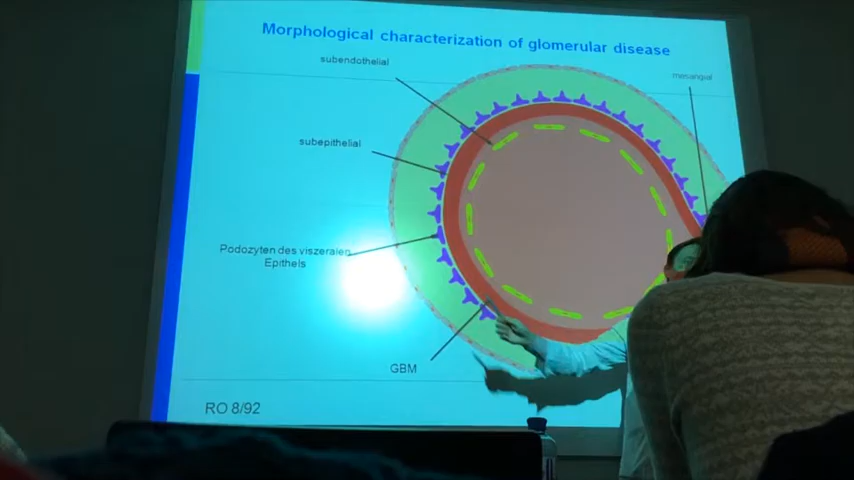 Morphological characterization of glomerular disease
subendothelial
mesangial
subepithelial
Podozyten des viszeralen
Epithels
GBM
RO 8/92